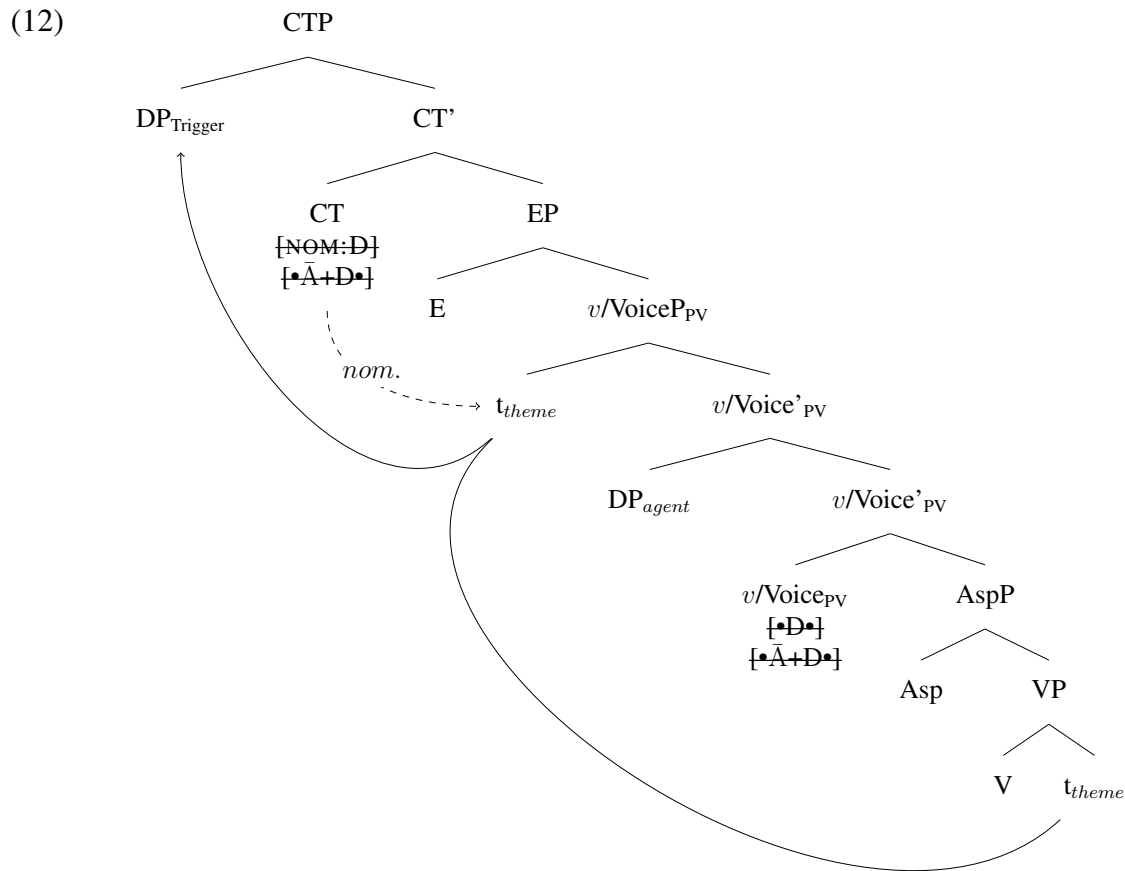 (12) CTP
DP_Trigger CT’
CT EP
[NOM:D]
[•Ā+D•]
E v/VoiceP_PV
nom.
t_theme v/Voice’_PV
DP_agent v/Voice’_PV
v/Voice_PV AspP
[•D•]
[•Ā+D•]
Asp VP
V t_theme